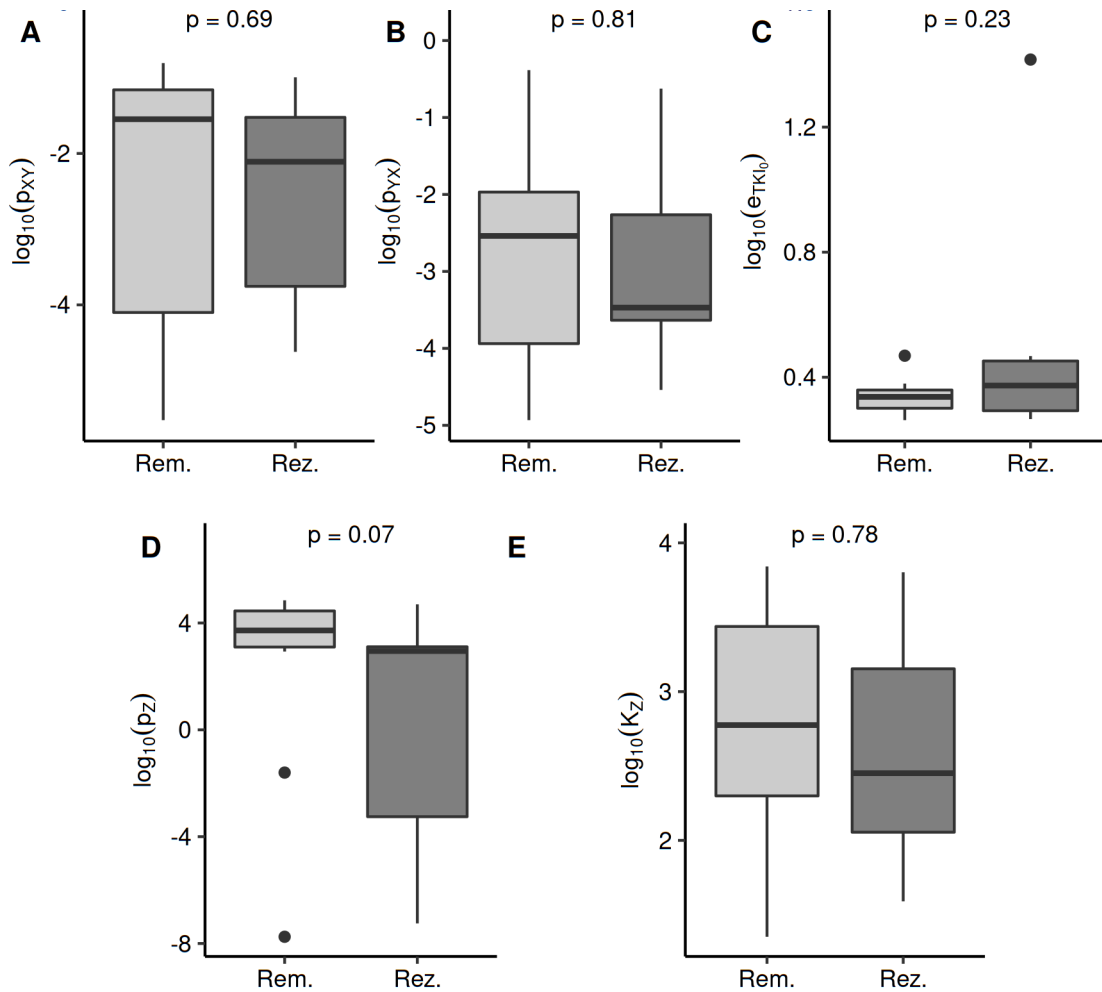 A
p = 0.69
log10(pXY)
-2
-4
Rem.
Rez.
B
p = 0.81
log10(pYX)
0
-1
-2
-3
-4
-5
Rem.
Rez.
C
p = 0.23
log10(eTKI0)
1.2
0.8
0.4
Rem.
Rez.
D
p = 0.07
log10(pZ)
4
0
-4
-8
Rem.
Rez.
E
p = 0.78
log10(KZ)
4
3
2
Rem.
Rez.